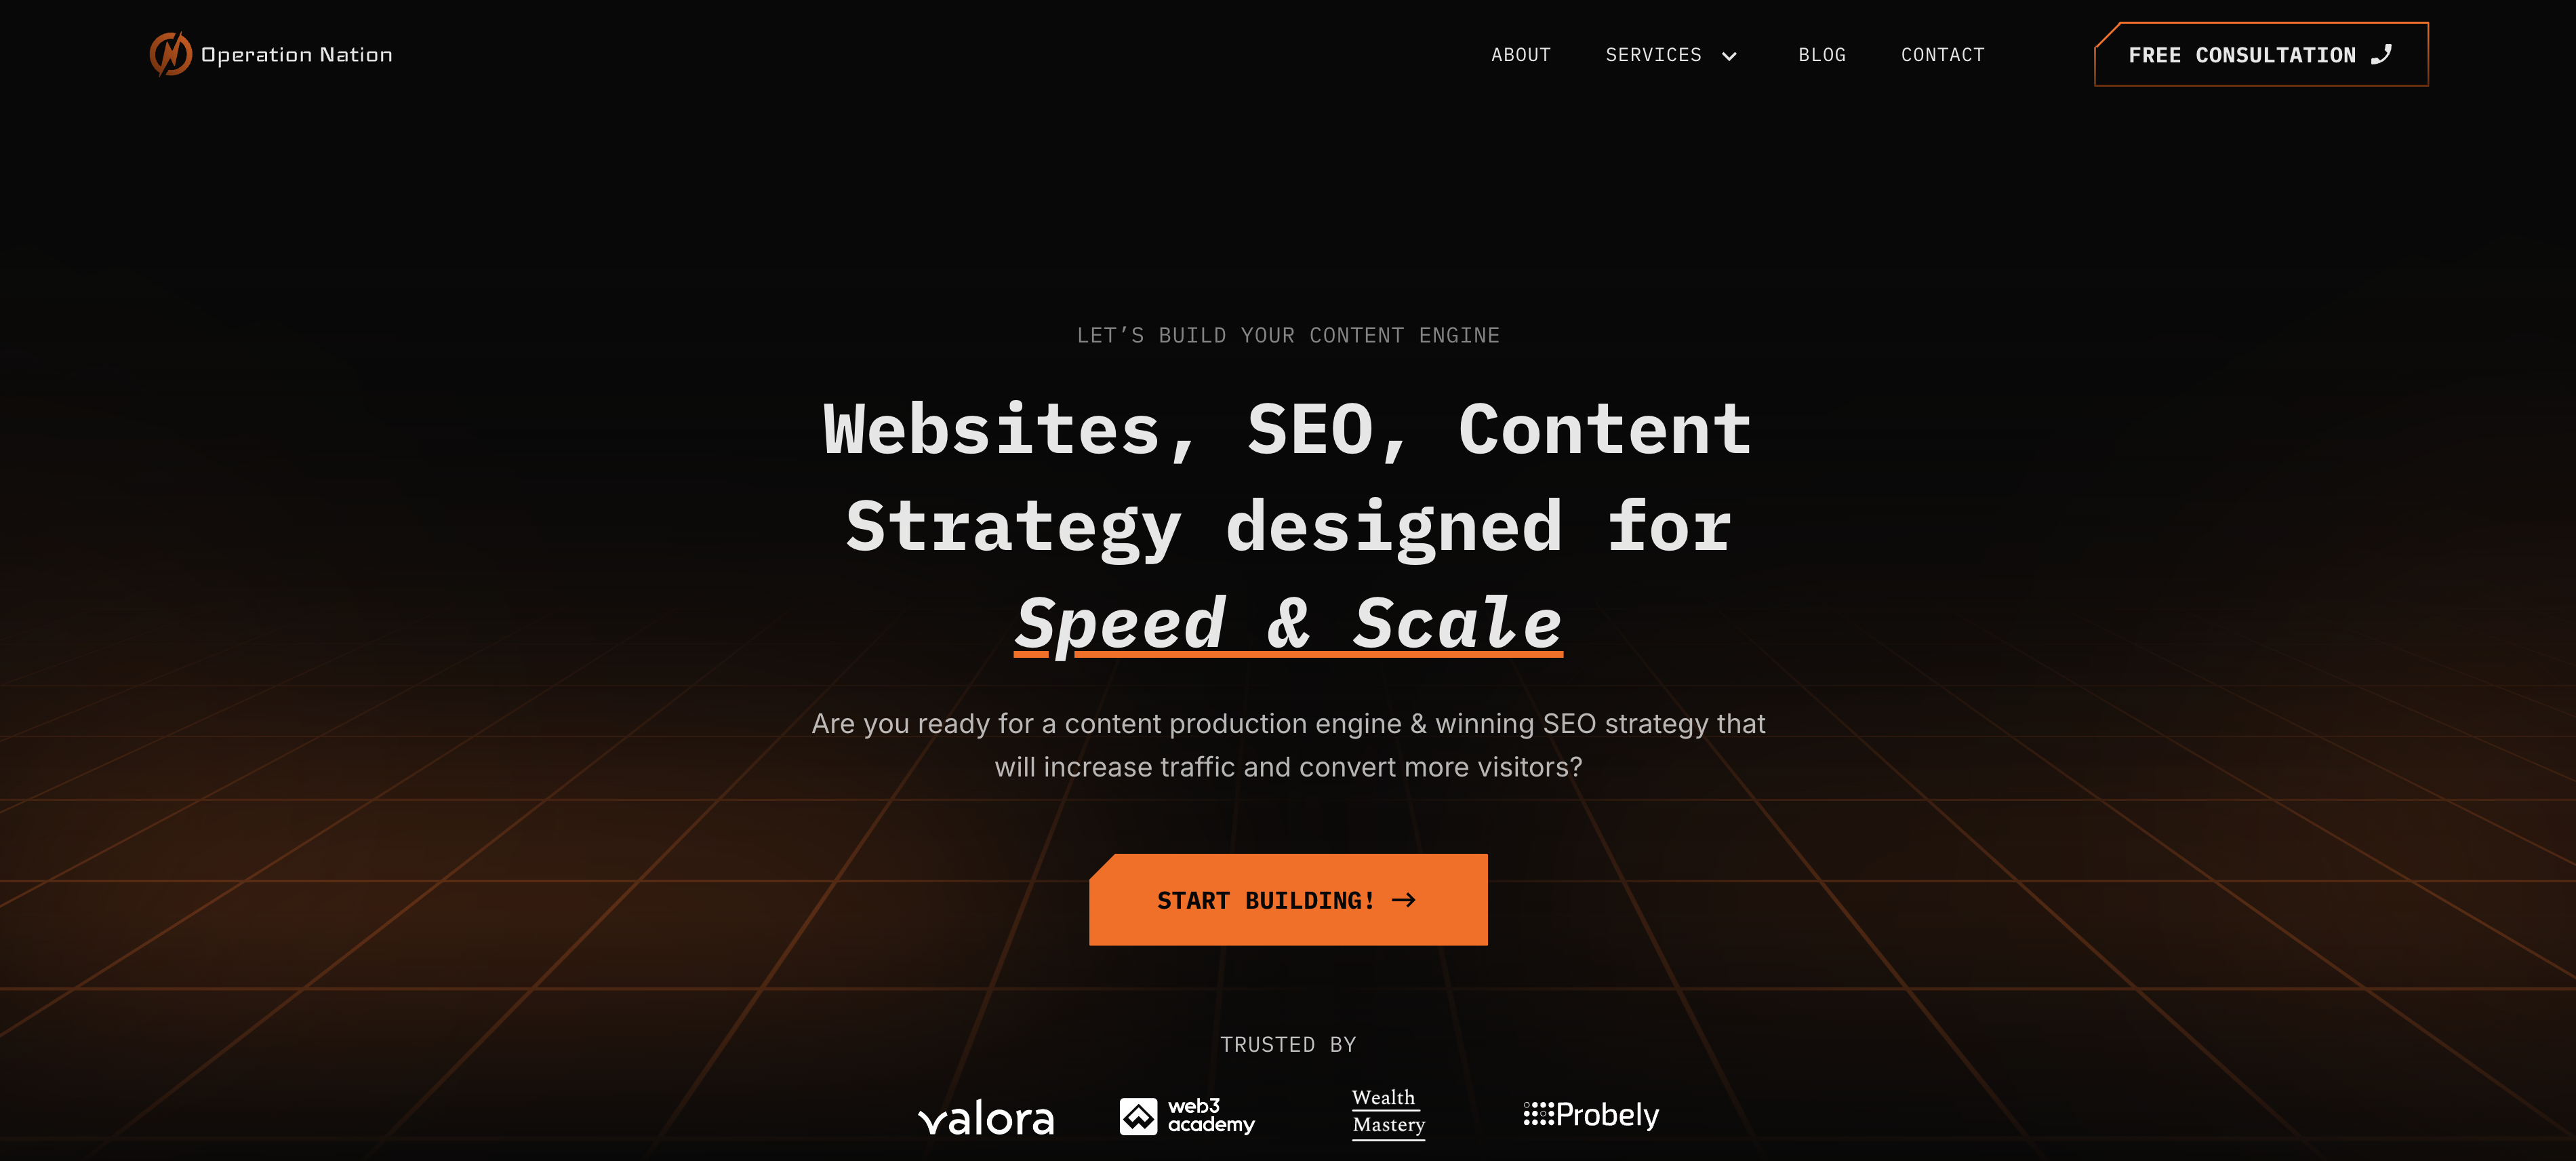 Operation Nation
ABOUT
SERVICES
BLOG
CONTACT
FREE CONSULTATION
LET’S BUILD YOUR CONTENT ENGINE
Websites, SEO, Content
Strategy designed for
Speed & Scale
Are you ready for a content production engine & winning SEO strategy that
will increase traffic and convert more visitors?
START BUILDING! →
TRUSTED BY
valora
web3
academy
Wealth
Mastery
Probely